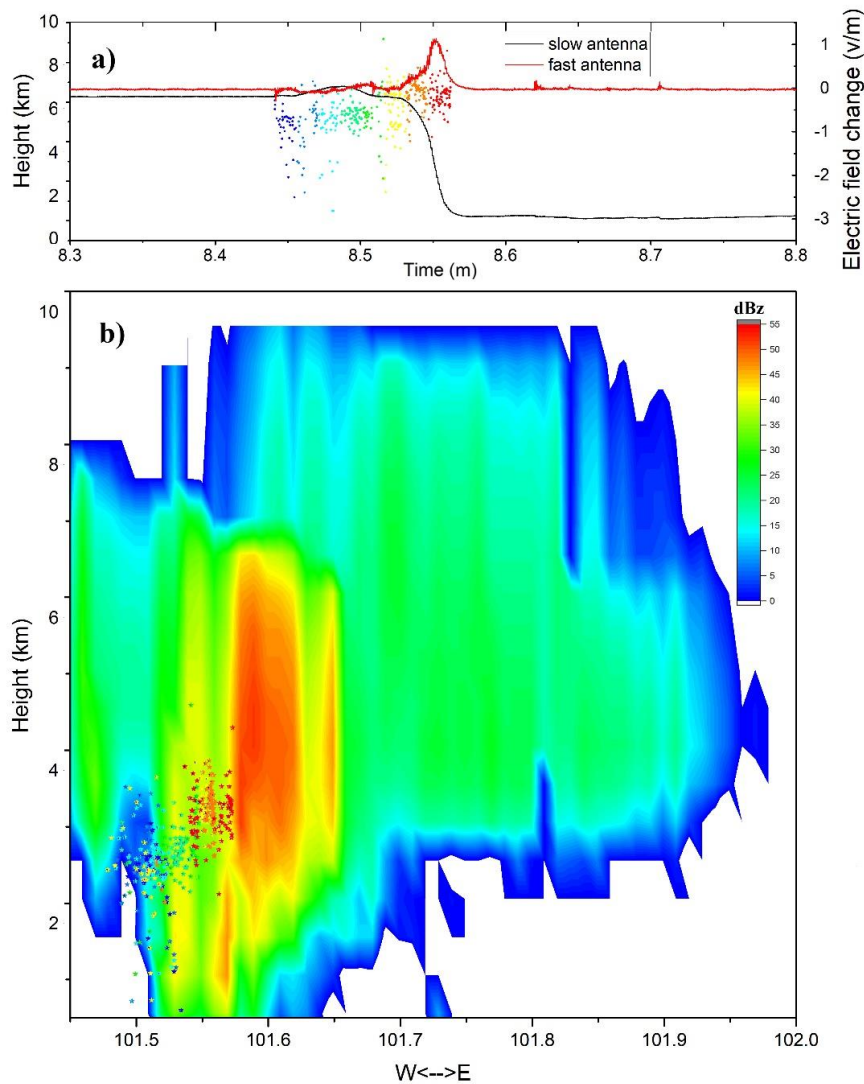 a)
slow antenna
fast antenna
Height (km)
10
8
6
4
2
0
Electric field change (v/m)
1
0
-1
-2
-3
8.3 8.4 8.5 8.6 8.7 8.8
Time (m)
b)
dBz
55
50
45
40
35
30
25
20
15
10
5
0
Height (km)
10
8
6
4
2
101.5 101.6 101.7 101.8 101.9 102.0
W<-->E